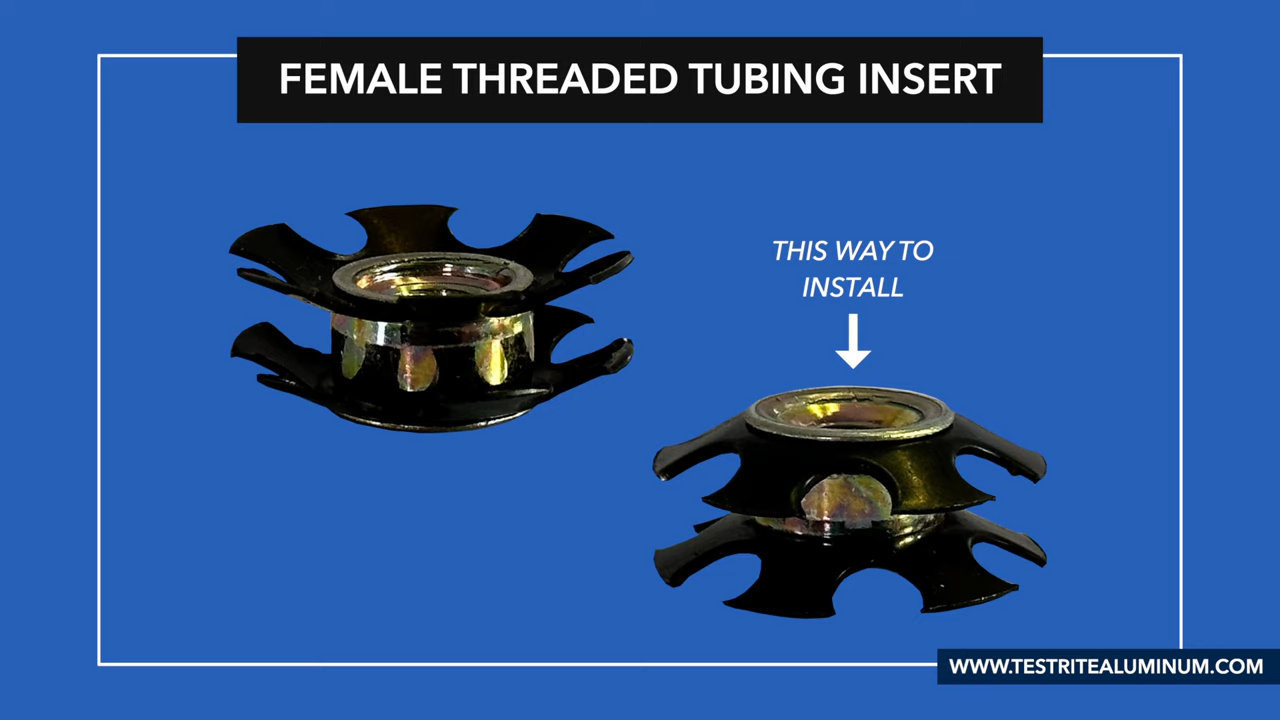 FEMALE THREADED TUBING INSERT
THIS WAY TO
INSTALL
WWW.TESTRITEALUMINUM.COM